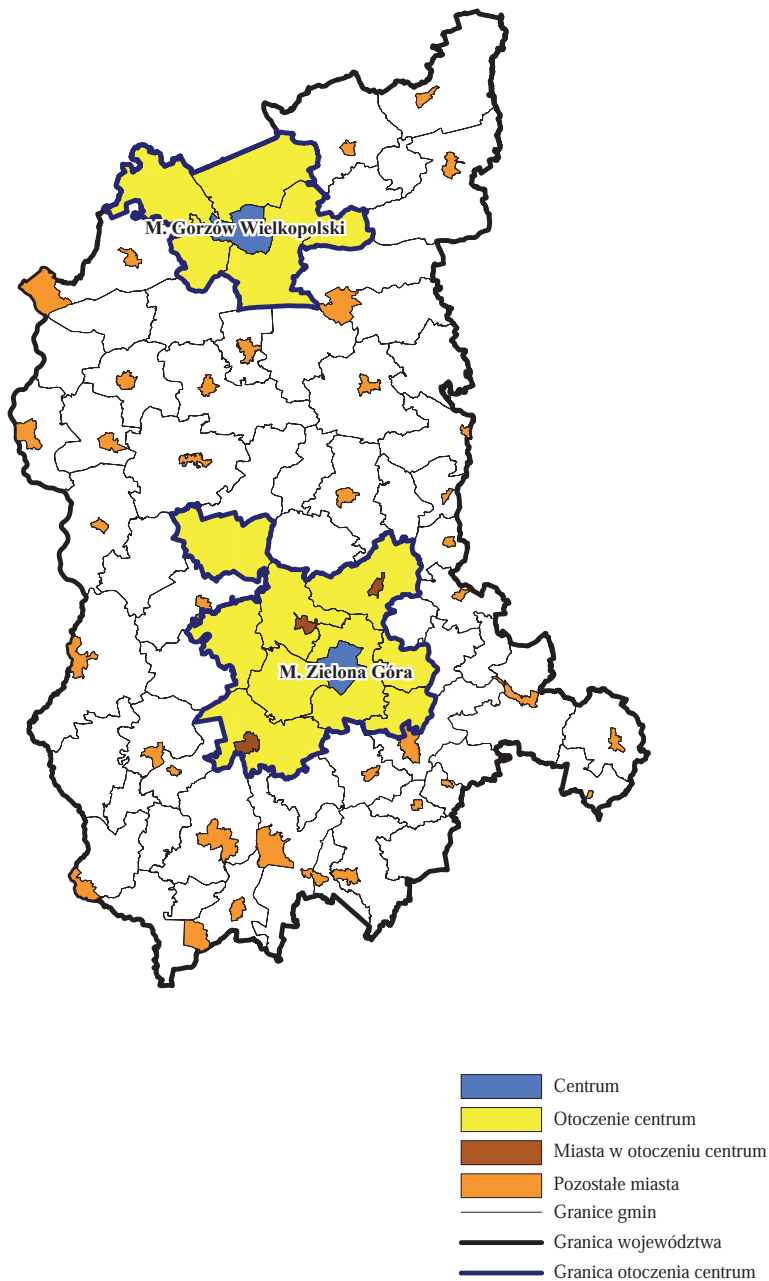 M. Gorzów Wielkopolski
M. Zielona Góra
Centrum
Otoczenie centrum
Miasta w otoczeniu centrum
Pozostałe miasta
Granice gmin
Granica województwa
Granica otoczenia centrum